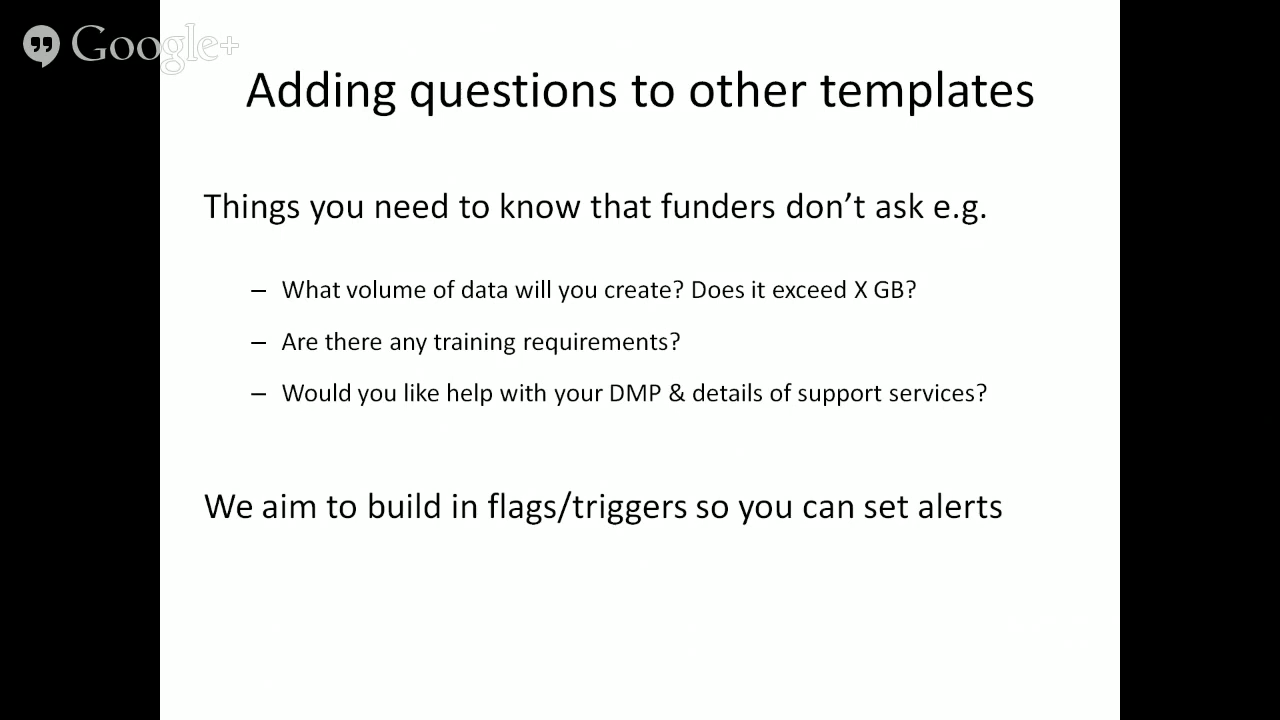 Google+
Adding questions to other templates
Things you need to know that funders don’t ask e.g.
– What volume of data will you create? Does it exceed X GB?
– Are there any training requirements?
– Would you like help with your DMP & details of support services?
We aim to build in flags/triggers so you can set alerts